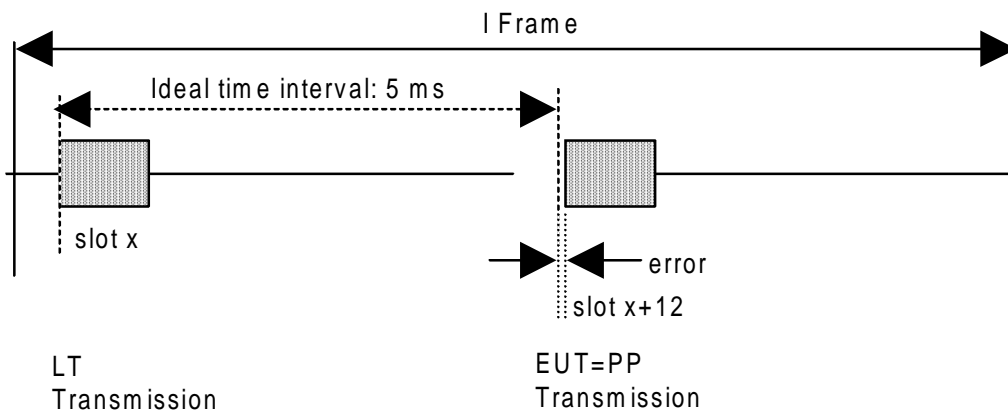 I Frame
Ideal time interval: 5 ms
slot x
error
slot x+12
LT
Transmission
EUT=PP
Transmission